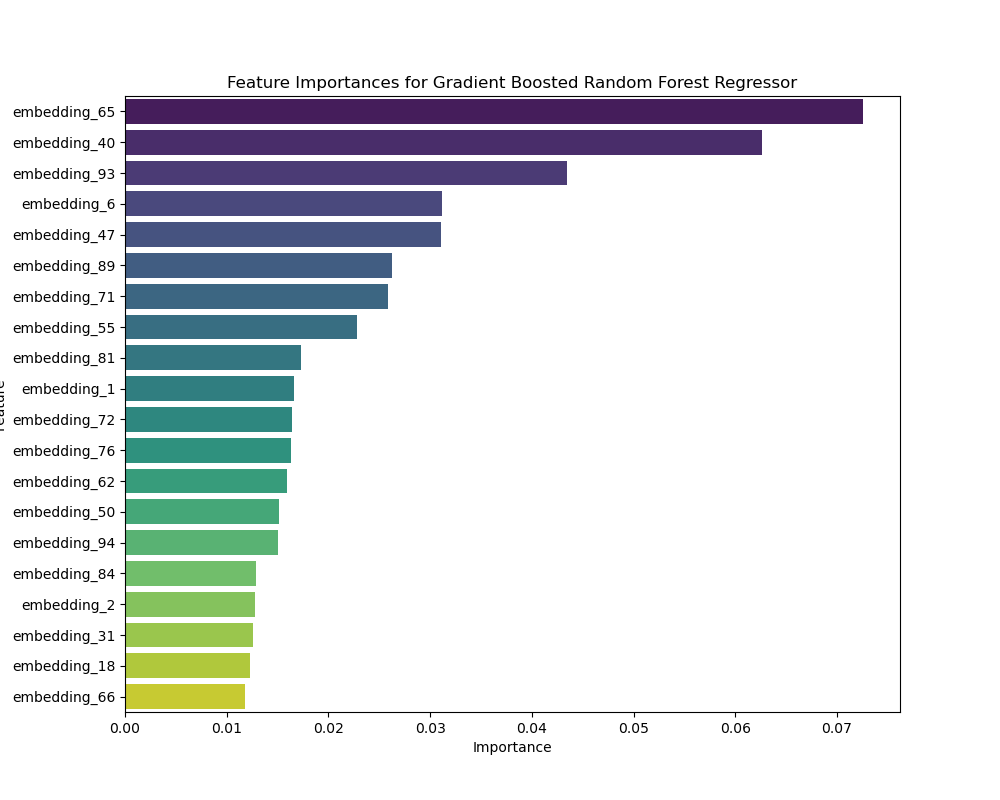 Feature Importances for Gradient Boosted Random Forest Regressor
embedding_65
embedding_40
embedding_93
embedding_6
embedding_47
embedding_89
embedding_71
embedding_55
embedding_81
embedding_1
embedding_72
embedding_76
embedding_62
embedding_50
embedding_94
embedding_84
embedding_2
embedding_31
embedding_18
embedding_66
0.00 0.01 0.02 0.03 0.04 0.05 0.06 0.07
Importance